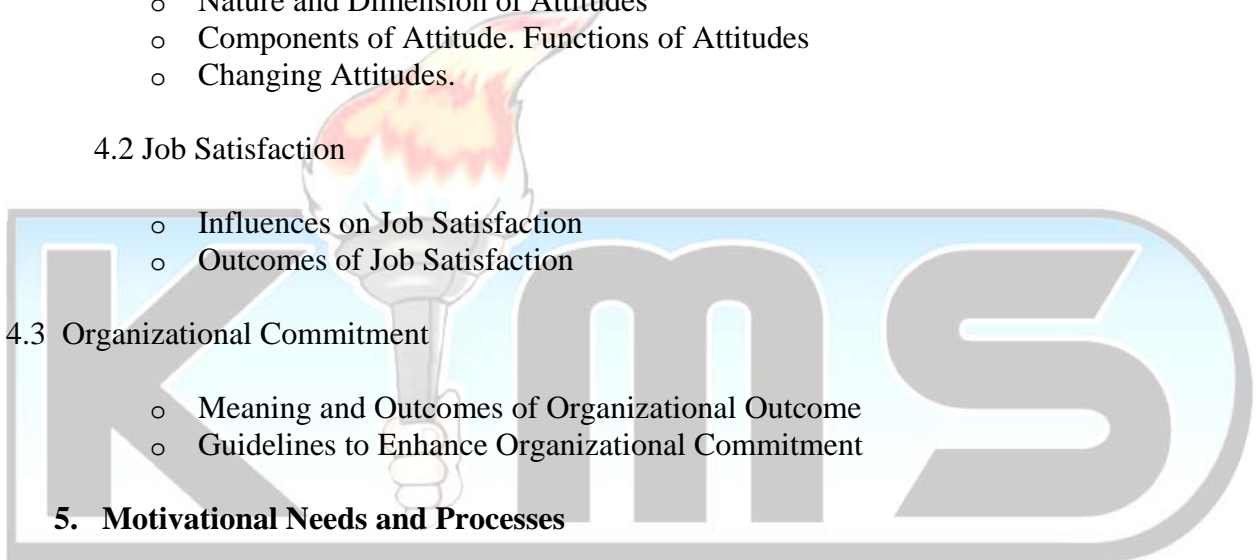 o Nature and Dimension of Attitudes
o Components of Attitude. Functions of Attitudes
o Changing Attitudes.
4.2 Job Satisfaction
o Influences on Job Satisfaction
o Outcomes of Job Satisfaction
4.3 Organizational Commitment
o Meaning and Outcomes of Organizational Outcome
o Guidelines to Enhance Organizational Commitment
5. Motivational Needs and Processes
KIMS